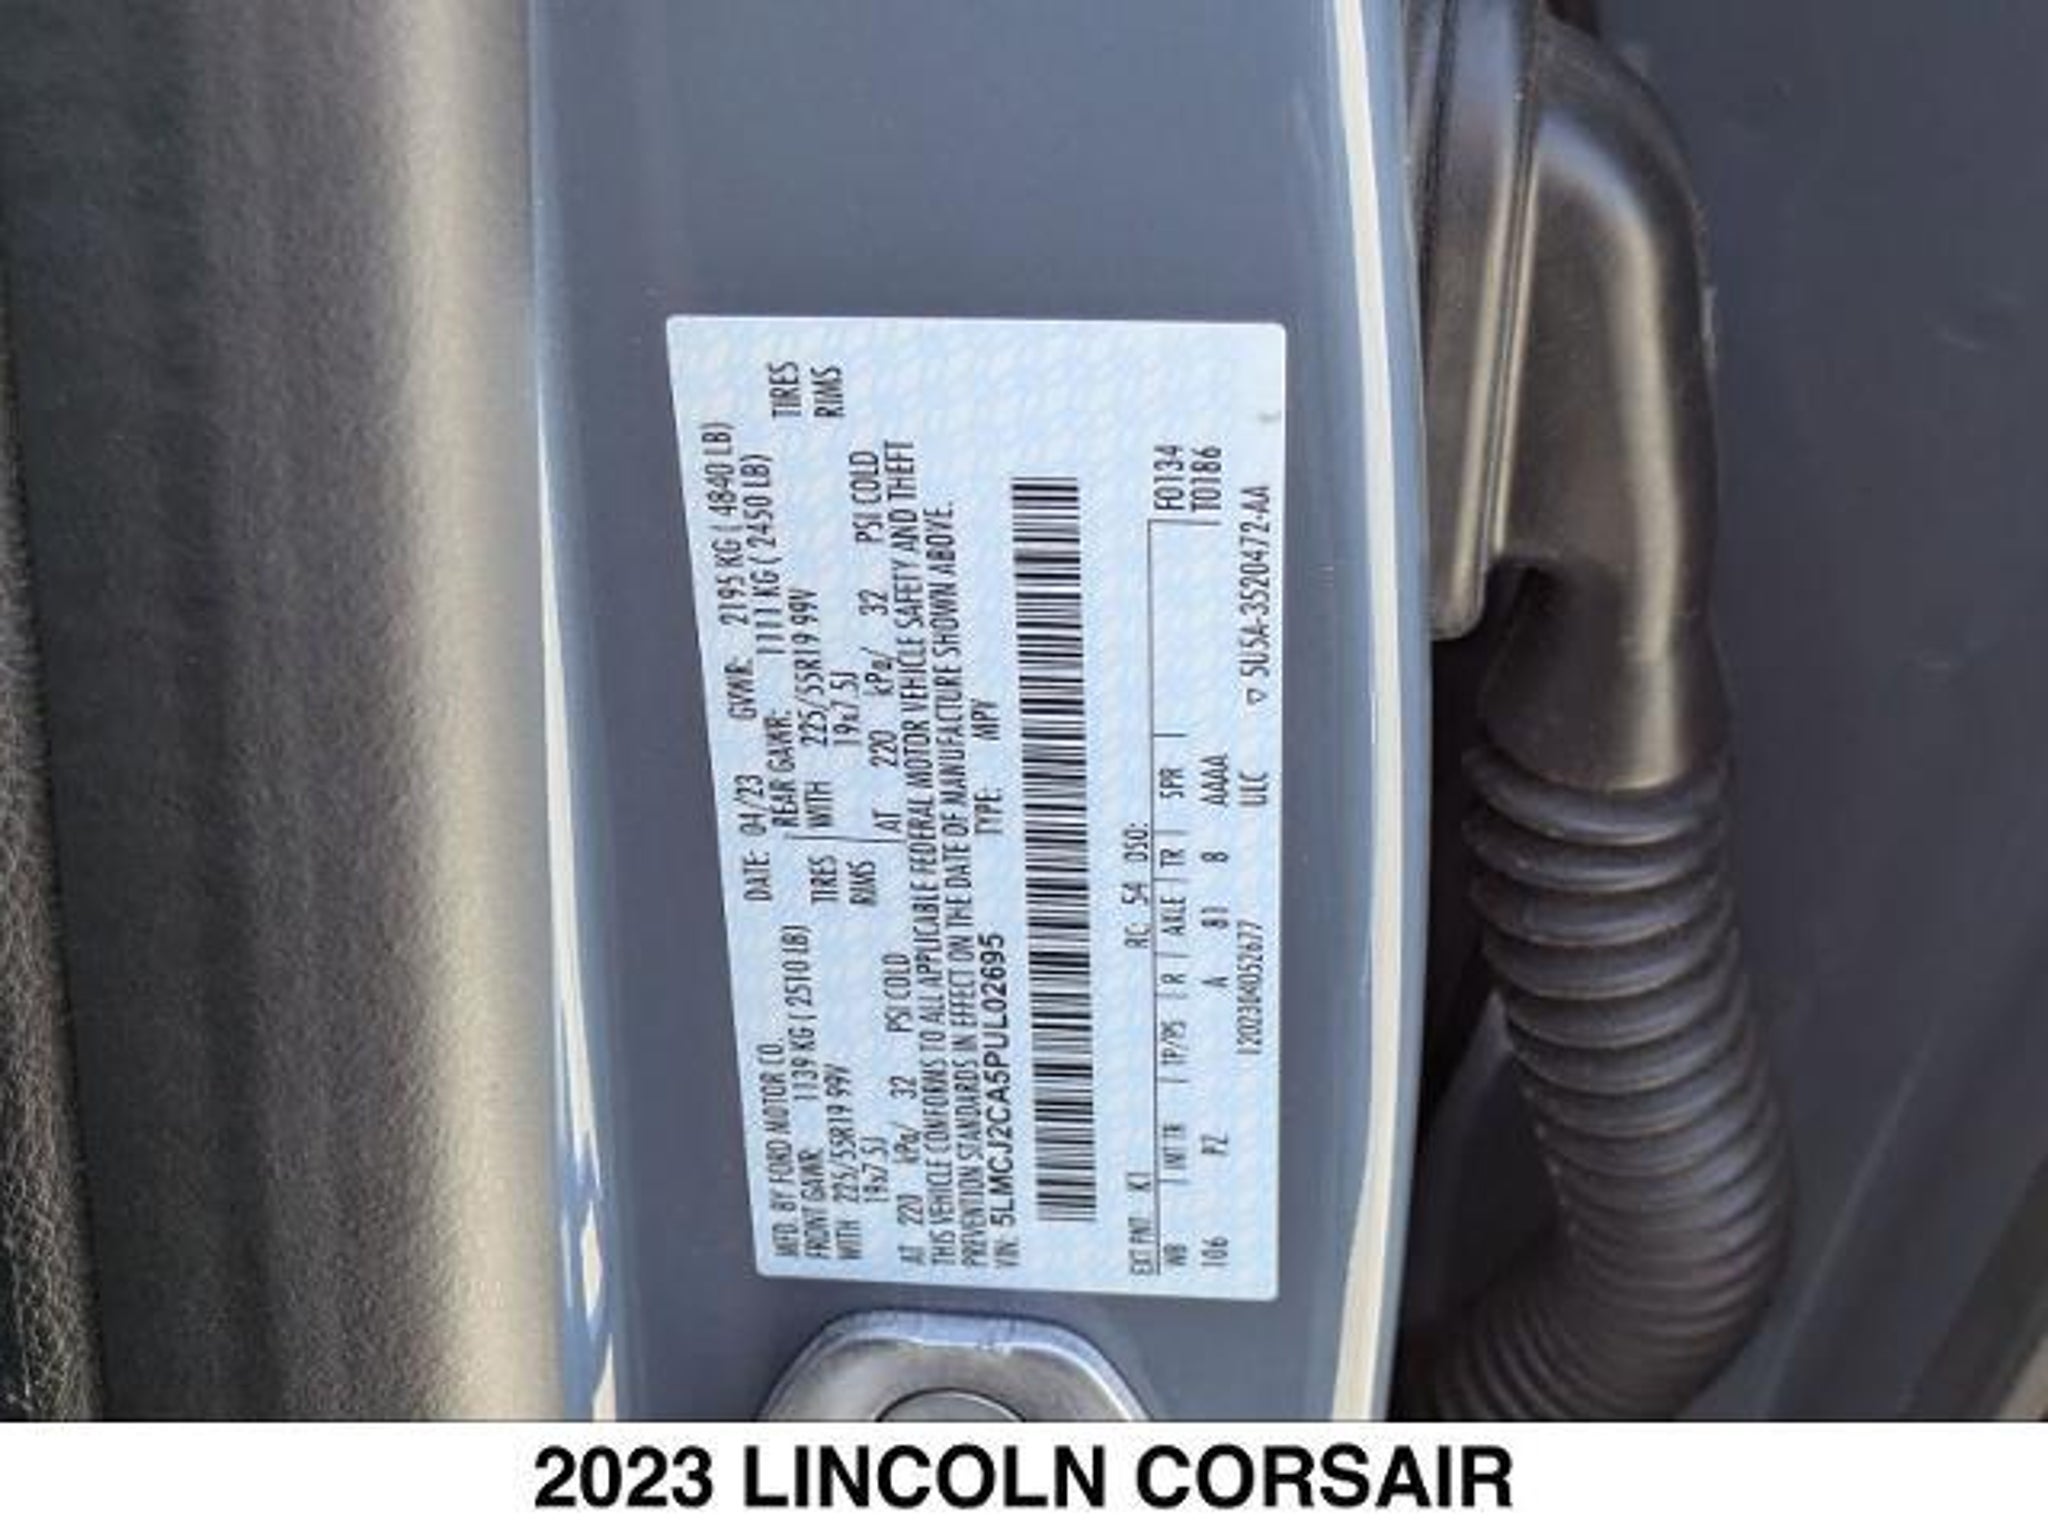 MFD. BY FORD MOTOR CO.
DATE: 04/23 GVWR: 2195 KG ( 4840 LB)
FRONT GAWR: 1139 KG ( 2510 LB) REAR GAWR: 1111 KG ( 2450 LB)
WITH 225/55R19 99V TIRES WITH 225/55R19 99V TIRES
19x7.5J RIMS 19x7.5J RIMS
AT 220 kPa/ 32 PSI COLD AT 220 kPa/ 32 PSI COLD
THIS VEHICLE CONFORMS TO ALL APPLICABLE FEDERAL MOTOR VEHICLE SAFETY AND THEFT
PREVENTION STANDARDS IN EFFECT ON THE DATE OF MANUFACTURE SHOWN ABOVE.
VIN: 5LMCJ2CA5PUL02695 TYPE: MPV
EXT PNT: K1 RC: 54 DSO: F0134
WB INT TR TP/PS R AXLE TR SPR T0186
106 PZ A 81 8 AAAA
120230405267 7 ULC ▽ 5U5A-3520472-AA
2023 LINCOLN CORSAIR